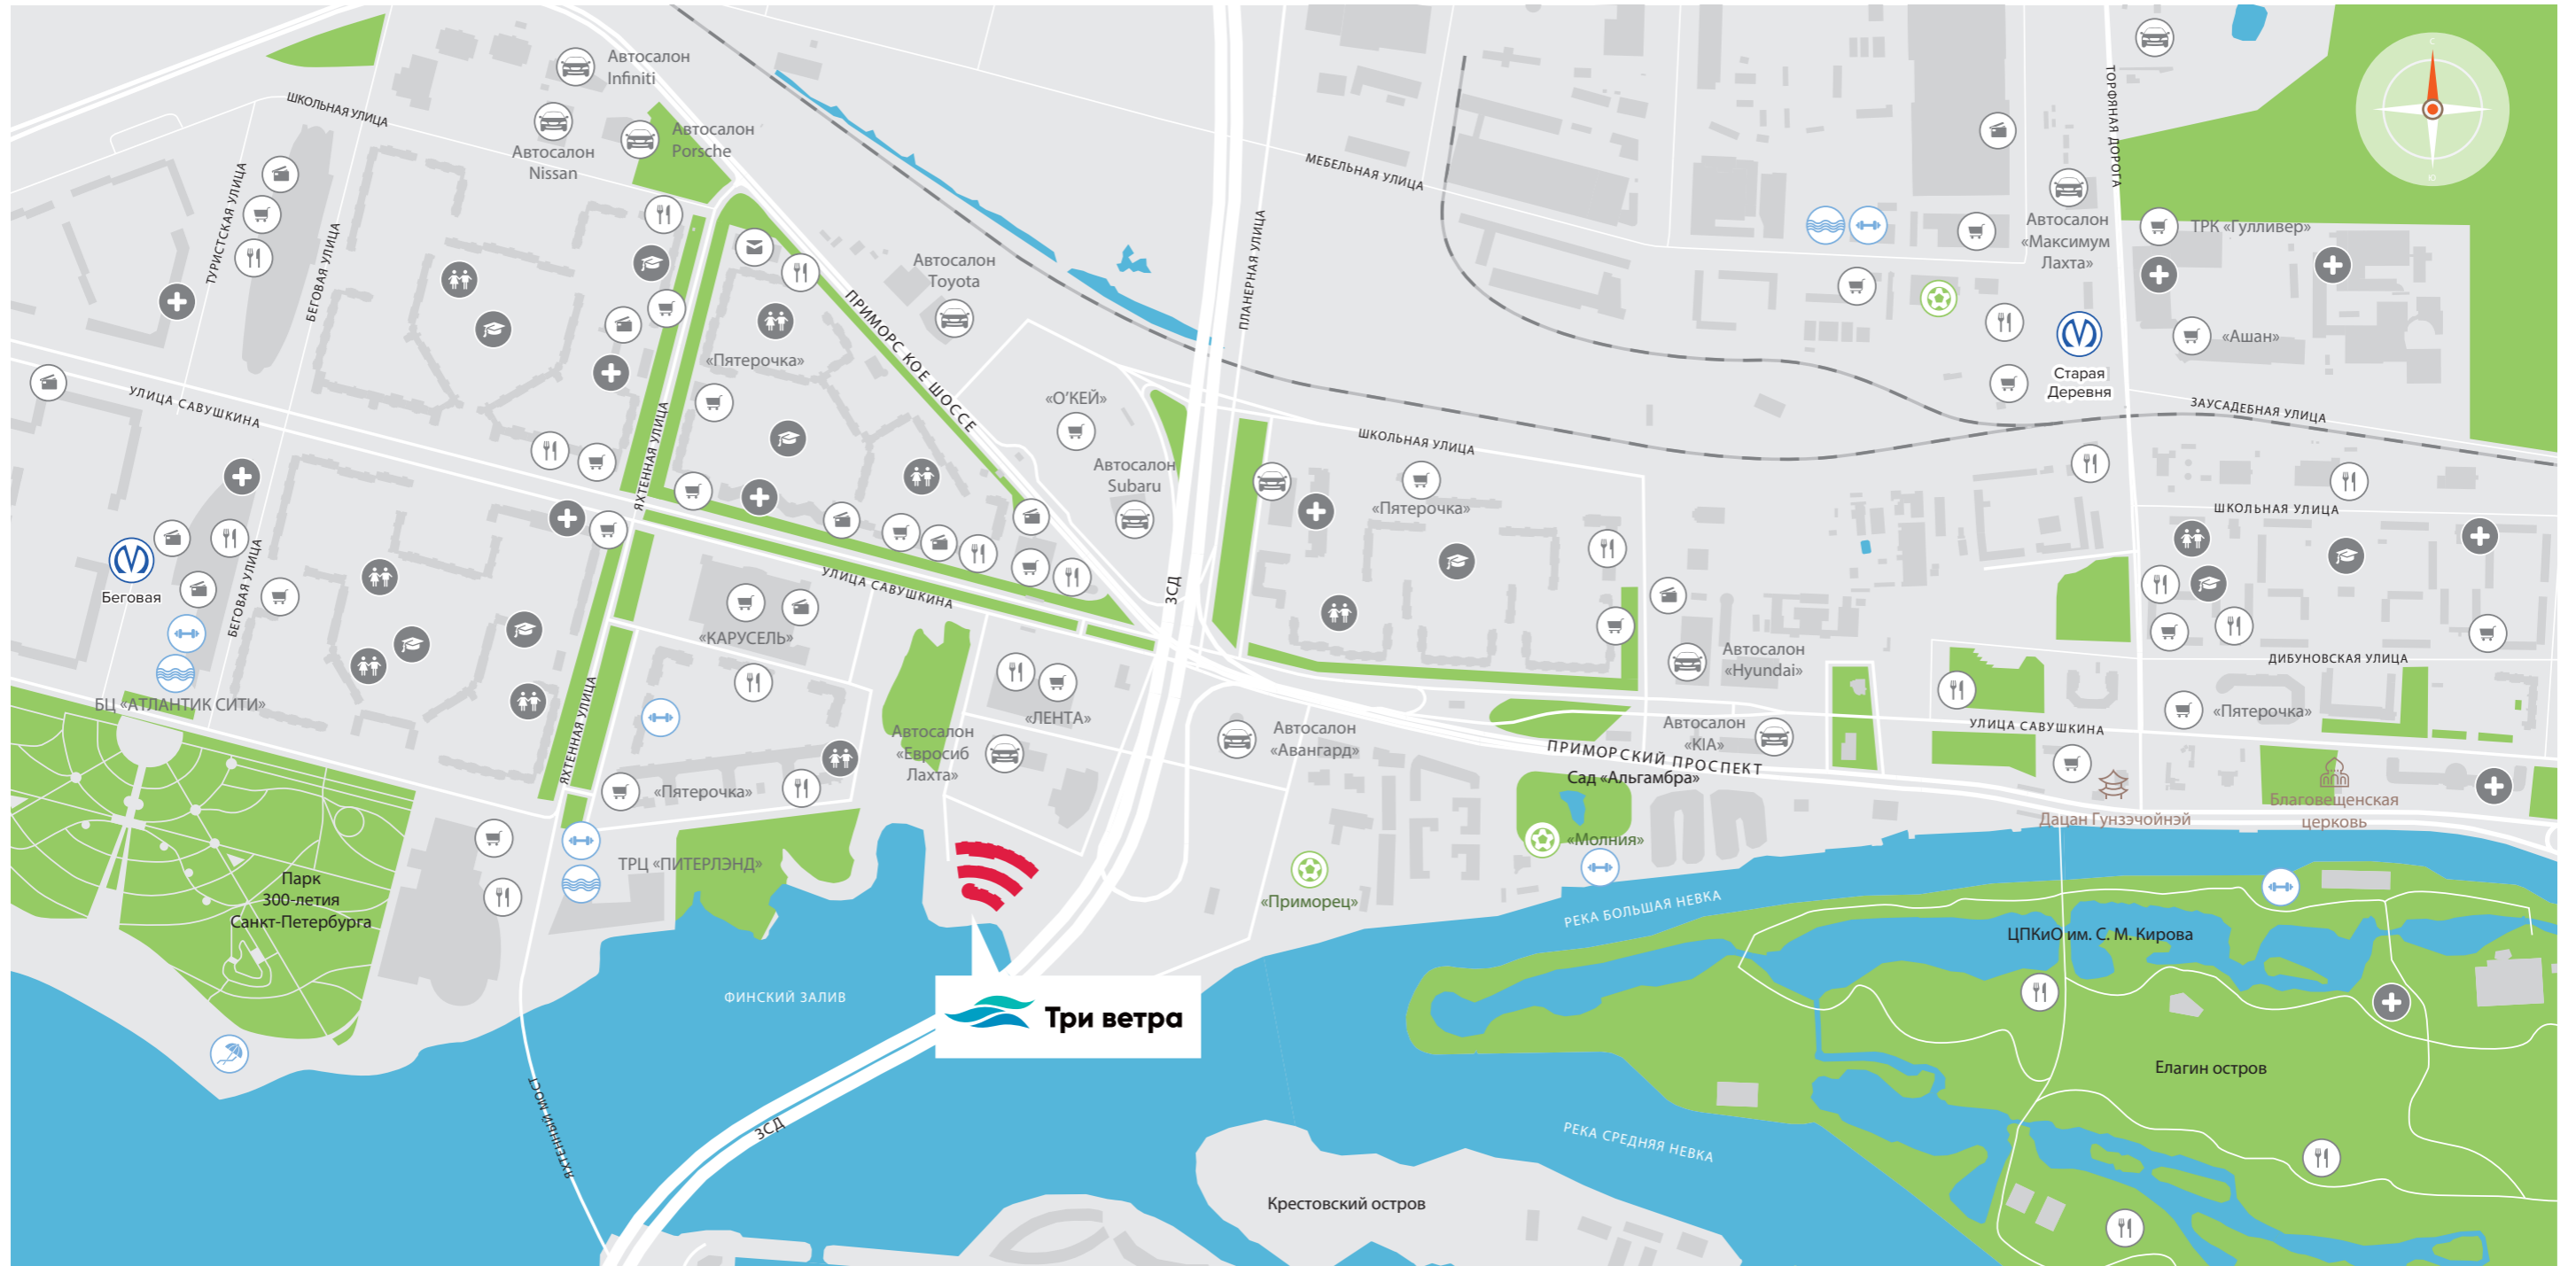 Автосалон
Infiniti
С
Ю
ШКОЛЬНАЯ УЛИЦА
Автосалон
Nissan
Автосалон
Porsche
ТОРФЯНАЯ ДОРОГА
МЕБЕЛЬНАЯ УЛИЦА
ТУРИСТСКАЯ УЛИЦА
БЕГОВАЯ УЛИЦА
Автосалон
Toyota
ПЛАНЕРНАЯ УЛИЦА
Автосалон
«Максимум
Лахта»
ТРК «Гулливер»
«Ашан»
Старая
Деревня
ПРИМОРС КОЕ ШОССЕ
«Пятерочка»
УЛИЦА САВУШКИНА
ЯХТЕННАЯ УЛИЦА
«О’КЕЙ»
Автосалон
Subaru
ШКОЛЬНАЯ УЛИЦА
«Пятерочка»
ЗАУСАДЕБНАЯ УЛИЦА
ШКОЛЬНАЯ УЛИЦА
Беговая
БЕГОВАЯ УЛИЦА
УЛИЦА САВУШКИНА
ЗСД
«КАРУСЕЛЬ»
ДИБУНОВСКАЯ УЛИЦА
Автосалон
«Hyundai»
БЦ «АТЛАНТИК СИТИ»
ЯХТЕННАЯ УЛИЦА
«ЛЕНТА»
Автосалон
«Евросиб
Лахта»
Автосалон
«Авангард»
Автосалон
«KIA»
УЛИЦА САВУШКИНА
«Пятерочка»
ПРИМОРСКИЙ ПРОСПЕКТ
Сад «Альгамбра»
«Пятерочка»
Дацан Гунзэчойнэй
Благовещенская
церковь
ТРЦ «ПИТЕРЛЭНД»
«Молния»
«Приморец»
Парк
300-летия
Санкт-Петербурга
РЕКА БОЛЬШАЯ НЕВКА
ЦПКиО им. С. М. Кирова
ФИНСКИЙ ЗАЛИВ
Три ветра
Елагин остров
ЯХТЕННЫЙ МОСТ
ЗСД
РЕКА СРЕДНЯЯ НЕВКА
Крестовский остров